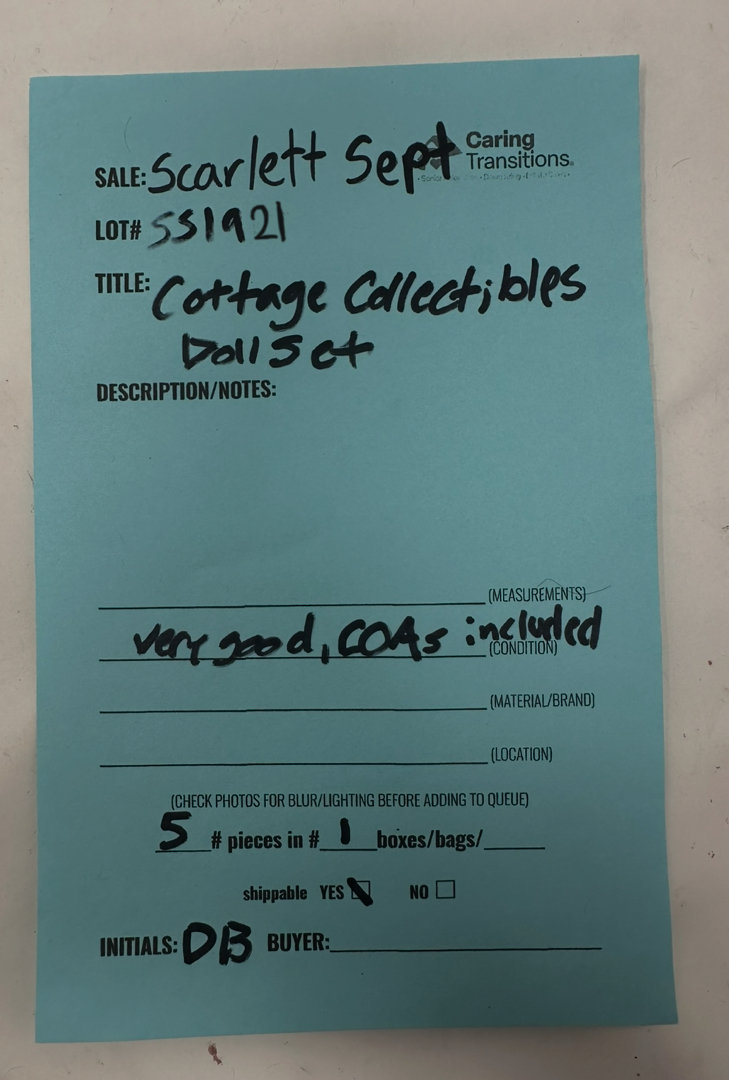 Caring
SALE: Scarlett Sept Transitions
LOT# SS1921
TITLE: Cottage Collectibles
Doll Set
DESCRIPTION/NOTES:
(MEASUREMENTS)
very good, COAs included
(CONDITION)
(MATERIAL/BRAND)
(LOCATION)
(CHECK PHOTOS FOR BLUR/LIGHTING BEFORE ADDING TO QUEUE)
5 # pieces in # 1 boxes/bags/
shippable YES NO
INITIALS: DB BUYER: